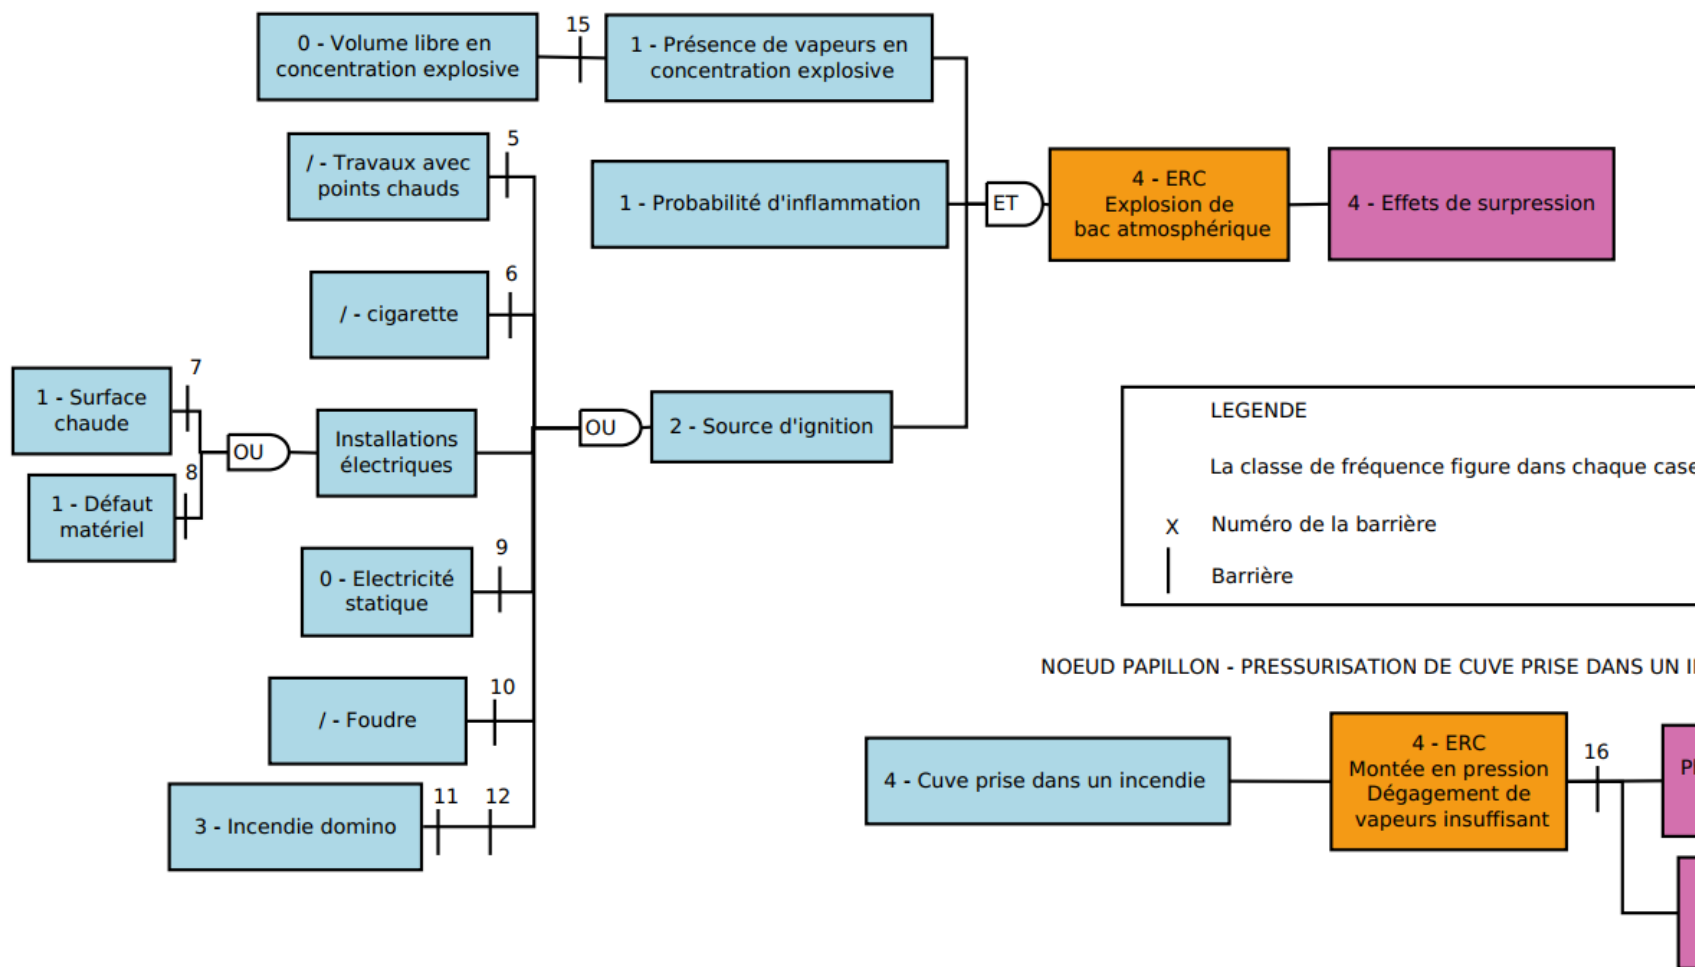 0 - Volume libre en
concentration explosive
15
1 - Présence de vapeurs en
concentration explosive
/ - Travaux avec
points chauds
5
1 - Probabilité d'inflammation
ET
4 - ERC
Explosion de
bac atmosphérique
4 - Effets de surpression
/ - cigarette
6
1 - Surface
chaude
7
OU
Installations
électriques
OU
2 - Source d'ignition
1 - Défaut
matériel
8
0 - Electricité
statique
9
/ - Foudre
10
3 - Incendie domino
11
12
LEGENDE
La classe de fréquence figure dans chaque case
X
Numéro de la barrière
Barrière
NOEUD PAPILLON - PRESSURISATION DE CUVE PRISE DANS UN
4 - Cuve prise dans un incendie
4 - ERC
Montée en pression
Dégagement de
vapeurs insuffisant
16